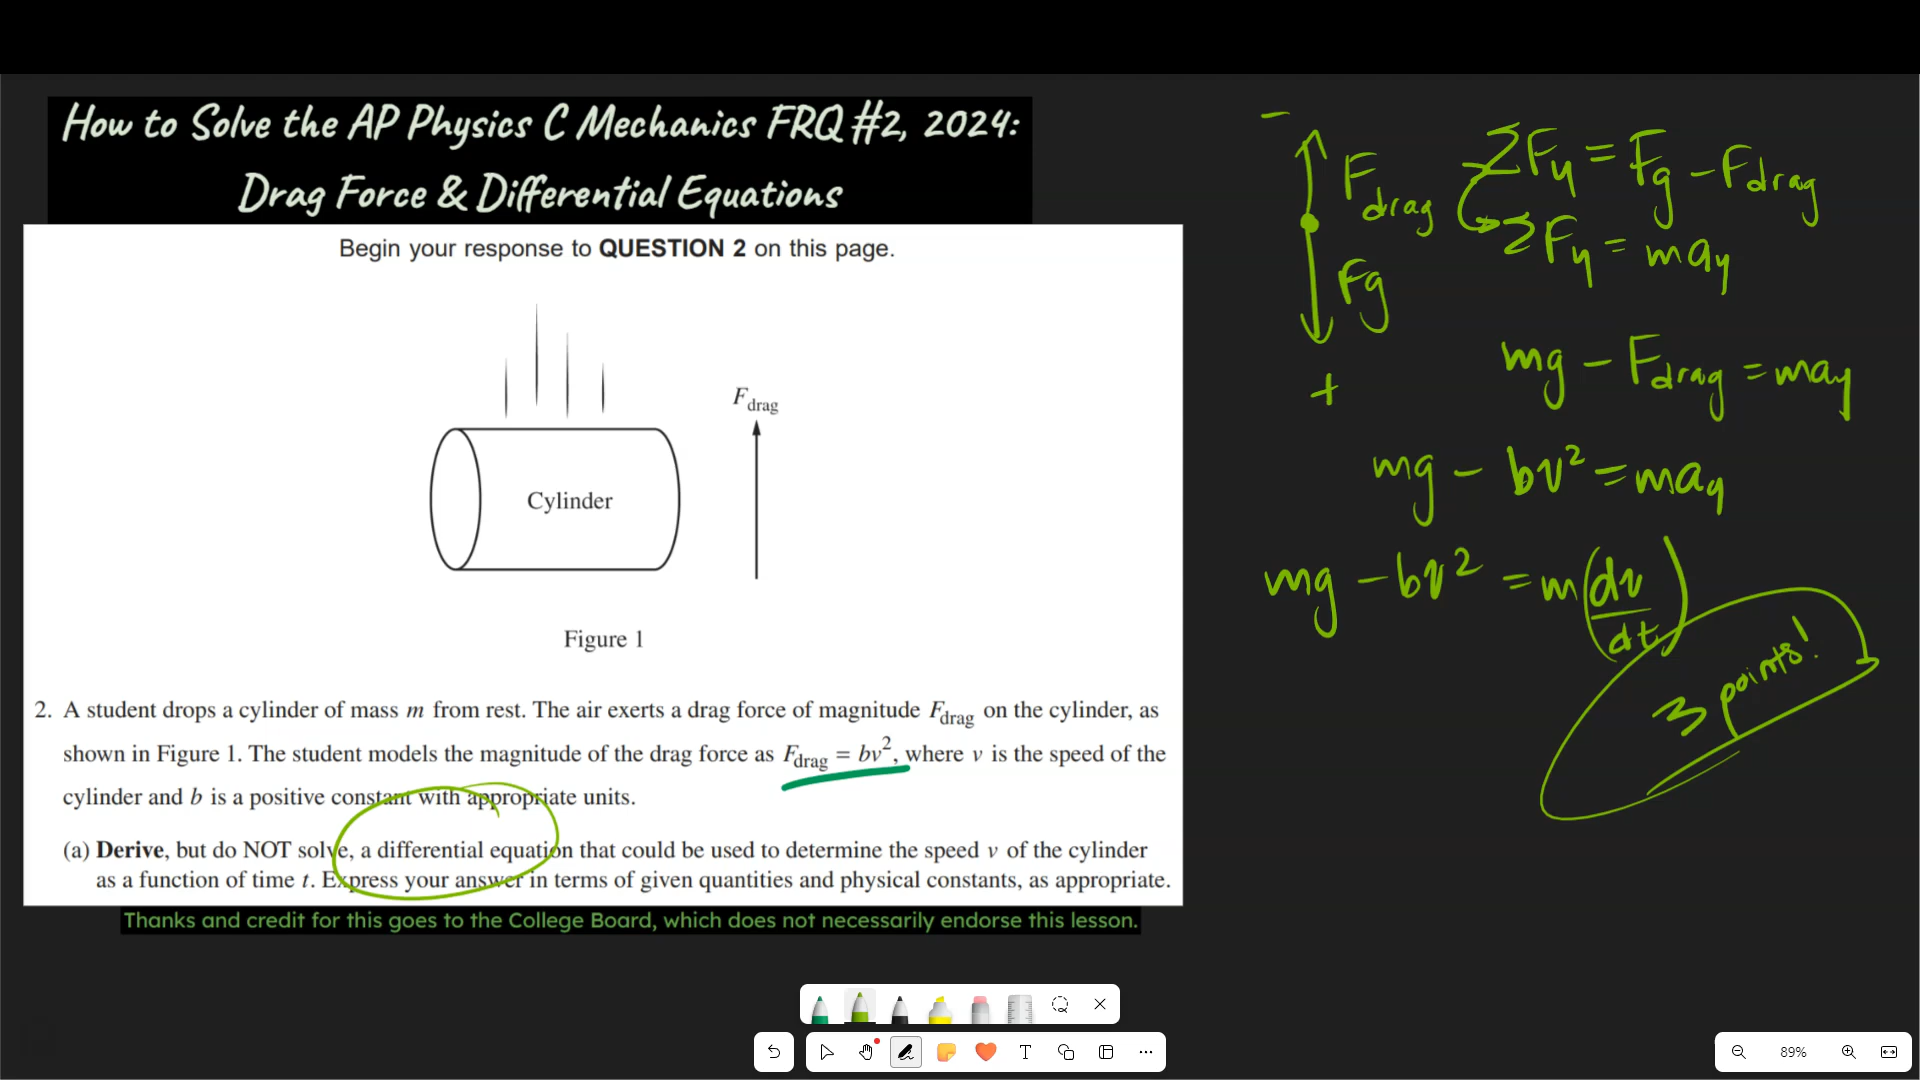 How to Solve the AP Physics C Mechanics FRQ #2, 2024:
Drag Force & Differential Equations
Begin your response to QUESTION 2 on this page.
F_drag
Cylinder
Figure 1
2. A student drops a cylinder of mass m from rest. The air exerts a drag force of magnitude F_drag on the cylinder, as
shown in Figure 1. The student models the magnitude of the drag force as F_drag = bv², where v is the speed of the
cylinder and b is a positive constant with appropriate units.
(a) Derive, but do NOT solve, a differential equation that could be used to determine the speed v of the cylinder
as a function of time t. Express your answer in terms of given quantities and physical constants, as appropriate.
Thanks and credit for this goes to the College Board, which does not necessarily endorse this lesson.
−
F_drag
Fg
+
ΣFy = Fg − F_drag
ΣFy = may
mg − F_drag = may
mg − bv² = may
mg − bv² = m(dv/dt)
3 points!
89%